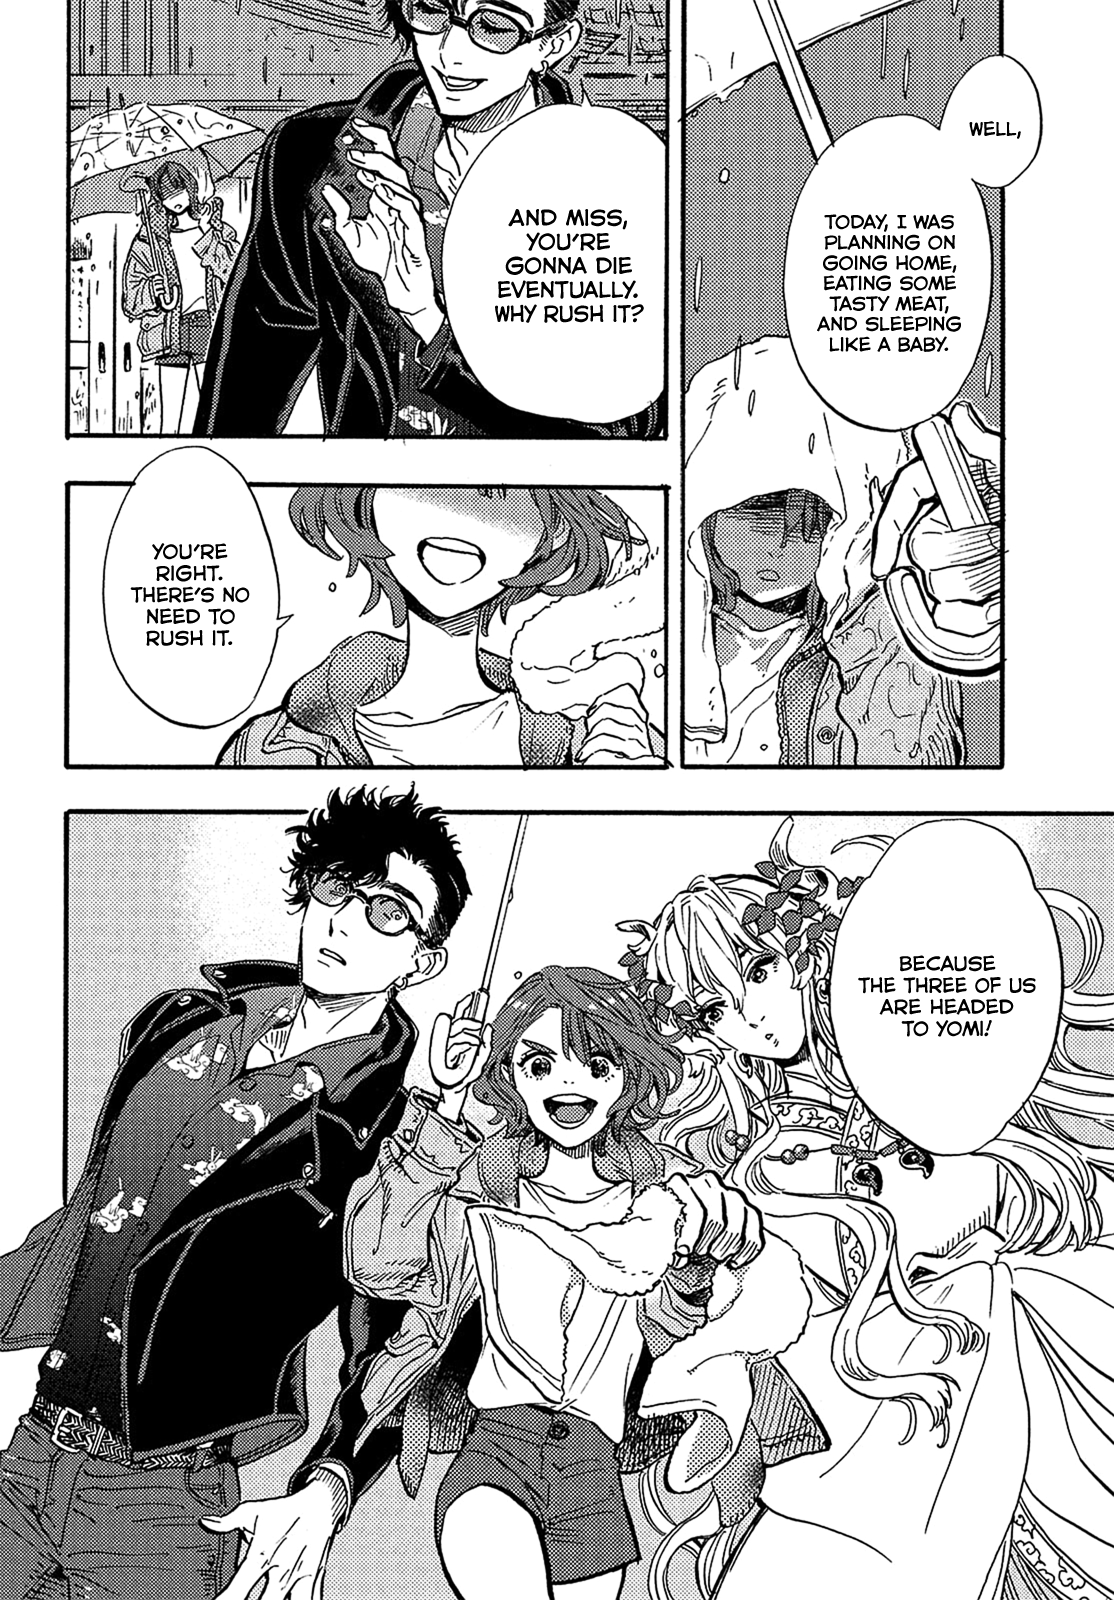 WELL,
TODAY, I WAS
PLANNING ON
GOING HOME,
EATING SOME
TASTY MEAT,
AND SLEEPING
LIKE A BABY.
AND MISS,
YOU'RE
GONNA DIE
EVENTUALLY.
WHY RUSH IT?
YOU'RE
RIGHT.
THERE'S NO
NEED TO
RUSH IT.
BECAUSE
THE THREE OF US
ARE HEADED
TO YOMI!